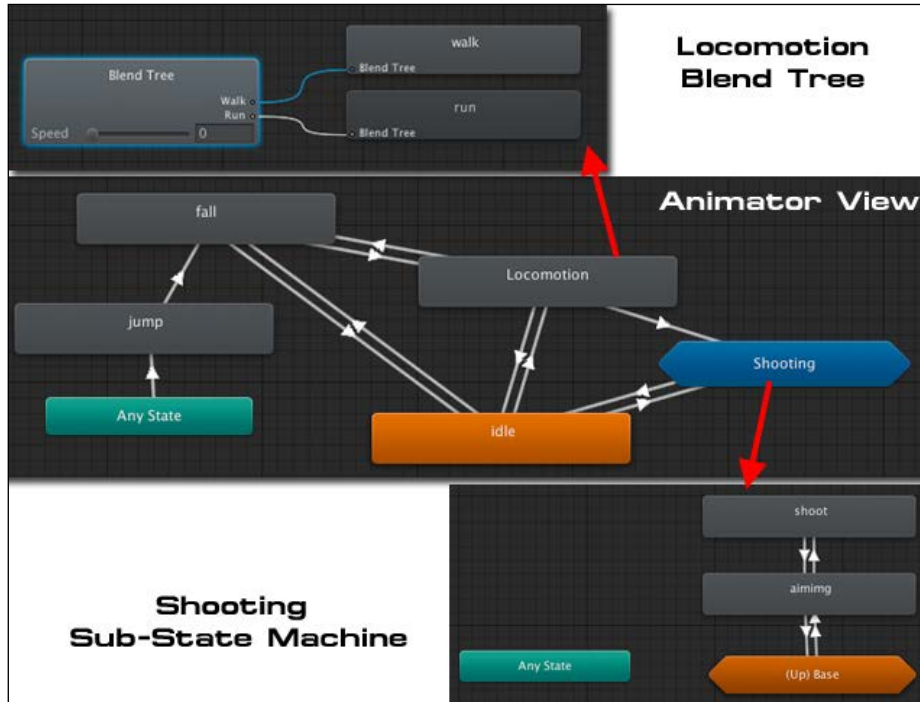 walk
Blend Tree
Blend Tree
Walk
Run
Speed
0
run
Blend Tree
Locomotion
Blend Tree
Animator View
fall
Locomotion
jump
Shooting
Any State
idle
Shooting
Sub-State Machine
shoot
aimimg
Any State
(Up) Base